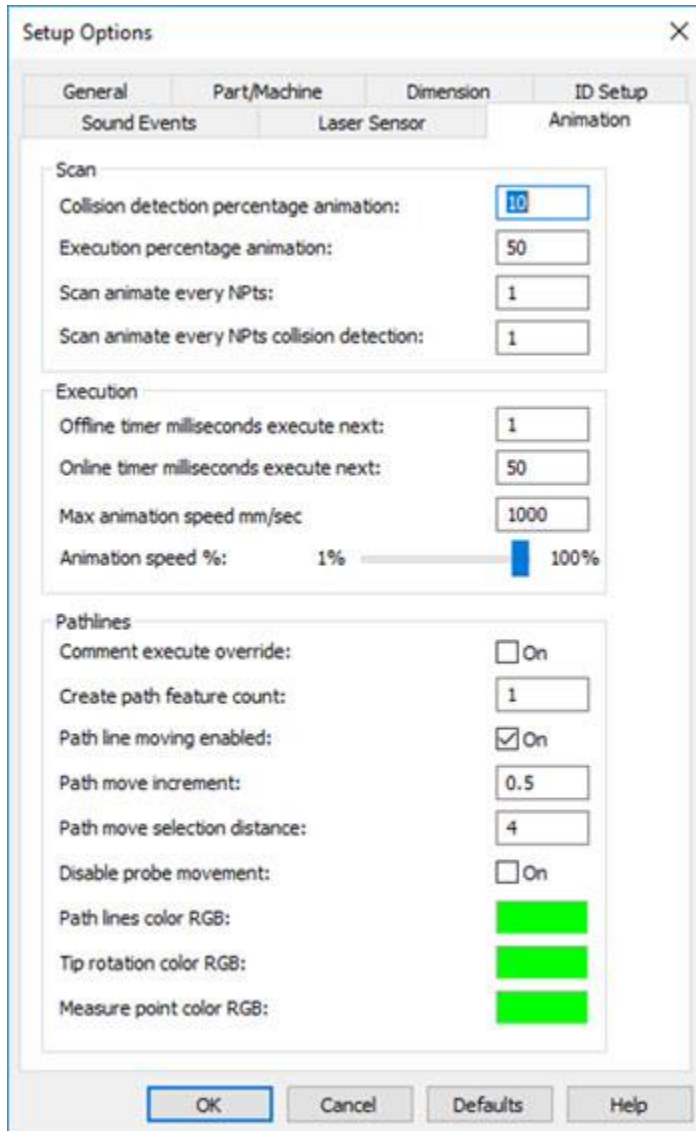 Setup Options
General Part/Machine Dimension ID Setup
Sound Events Laser Sensor Animation
Scan
Collision detection percentage animation: 10
Execution percentage animation: 50
Scan animate every NPts: 1
Scan animate every NPts collision detection: 1
Execution
Offline timer milliseconds execute next: 1
Online timer milliseconds execute next: 50
Max animation speed mm/sec 1000
Animation speed %: 1% 100%
Pathlines
Comment execute override: On
Create path feature count: 1
Path line moving enabled: On
Path move increment: 0.5
Path move selection distance: 4
Disable probe movement: On
Path lines color RGB:
Tip rotation color RGB:
Measure point color RGB:
OK Cancel Defaults Help